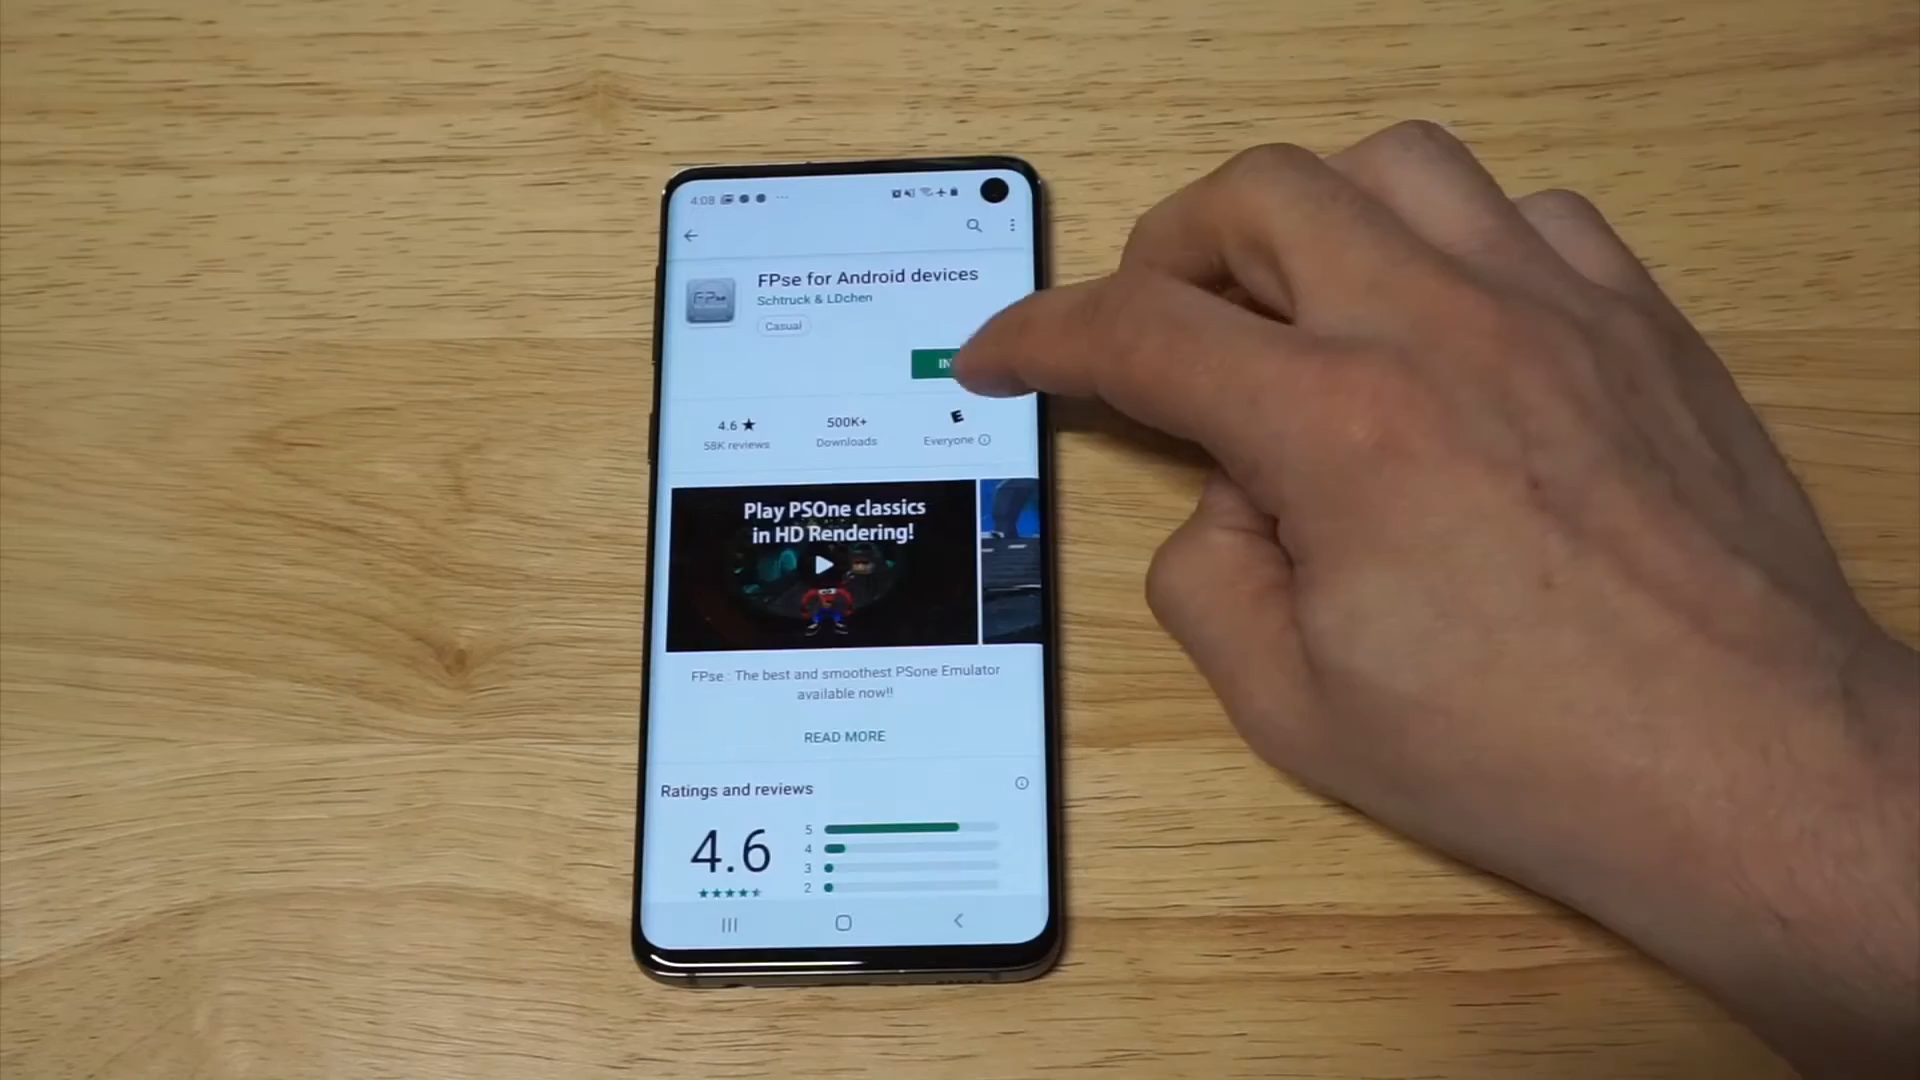 4:08
FPse for Android devices
Schtruck & LDchen
FPse
Casual
IN
4.6 ★
500K+
E
58K reviews
Downloads
Everyone
Play PSOne classics
in HD Rendering!
FPse : The best and smoothest PSone Emulator
available now!!
READ MORE
Ratings and reviews
4.6
5
4
3
2